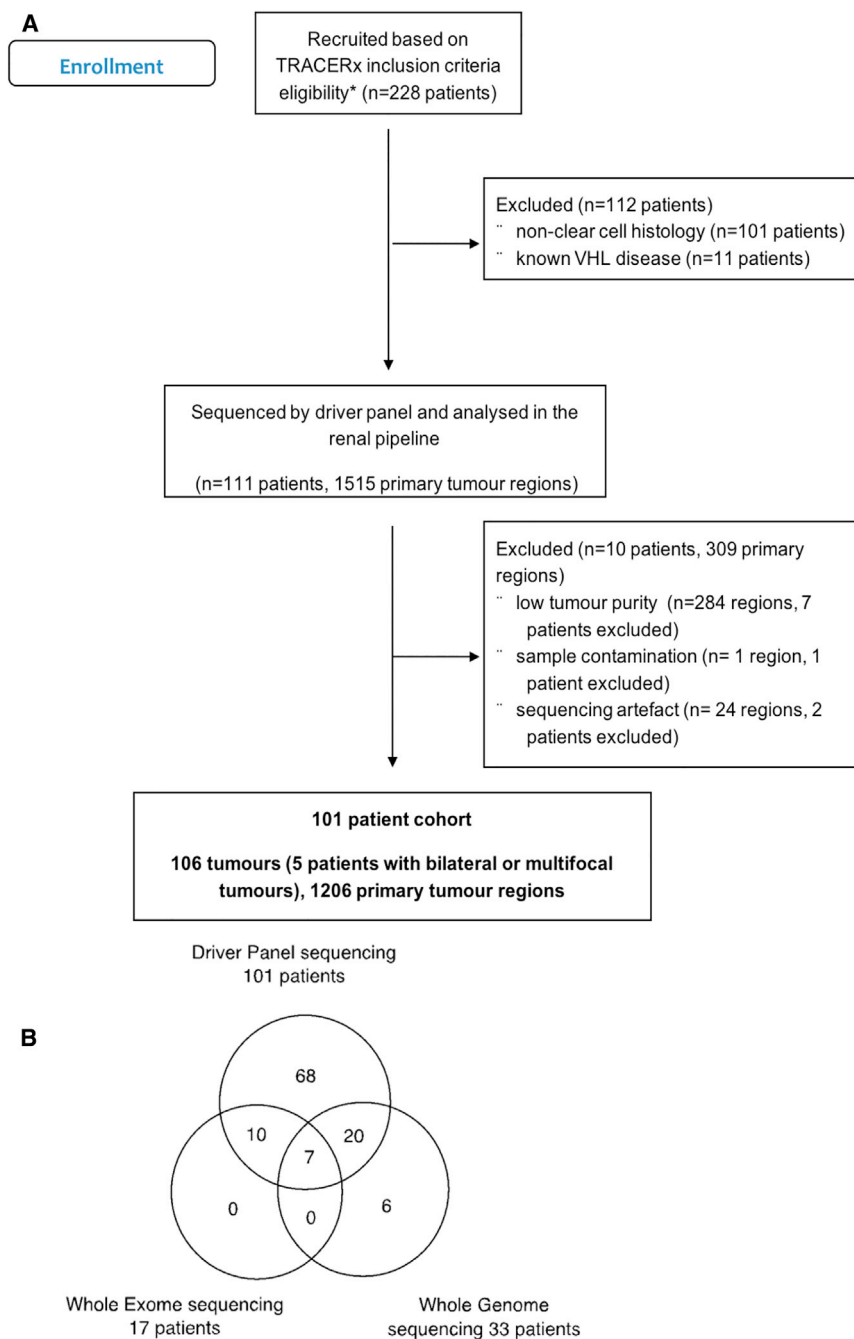 A
Enrollment
Recruited based on
TRACERx inclusion criteria
eligibility* (n=228 patients)
Excluded (n=112 patients)
¨ non-clear cell histology (n=101 patients)
¨ known VHL disease (n=11 patients)
Sequenced by driver panel and analysed in the
renal pipeline
(n=111 patients, 1515 primary tumour regions)
Excluded (n=10 patients, 309 primary
regions)
¨ low tumour purity (n=284 regions, 7
patients excluded)
¨ sample contamination (n= 1 region, 1
patient excluded)
¨ sequencing artefact (n= 24 regions, 2
patients excluded)
101 patient cohort
106 tumours (5 patients with bilateral or multifocal
tumours), 1206 primary tumour regions
Driver Panel sequencing
101 patients
B
68
10
20
7
0
0
6
Whole Exome sequencing
17 patients
Whole Genome
sequencing 33 patients